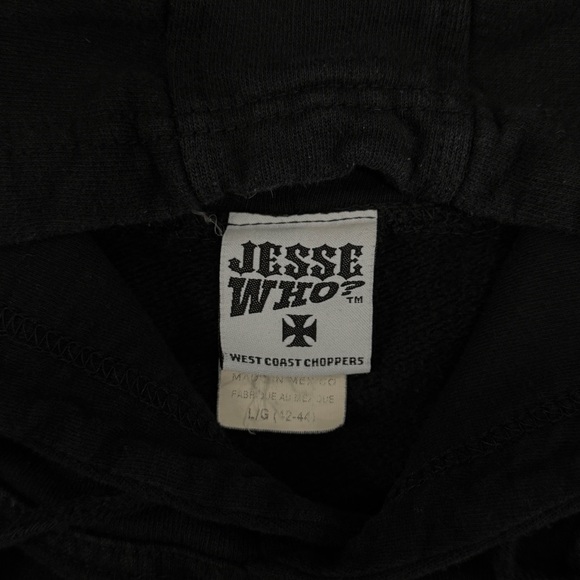 JESSE
WHO?™
WEST COAST CHOPPERS
MADE IN MEXICO
FABRIQUE AU MEXIQUE
L/G (42-44)